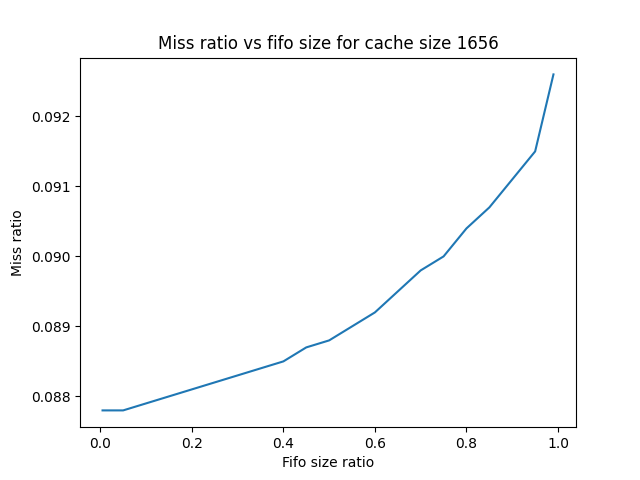 Miss ratio vs fifo size for cache size 1656
0.092
0.091
0.090
0.089
0.088
Miss ratio
0.0 0.2 0.4 0.6 0.8 1.0
Fifo size ratio